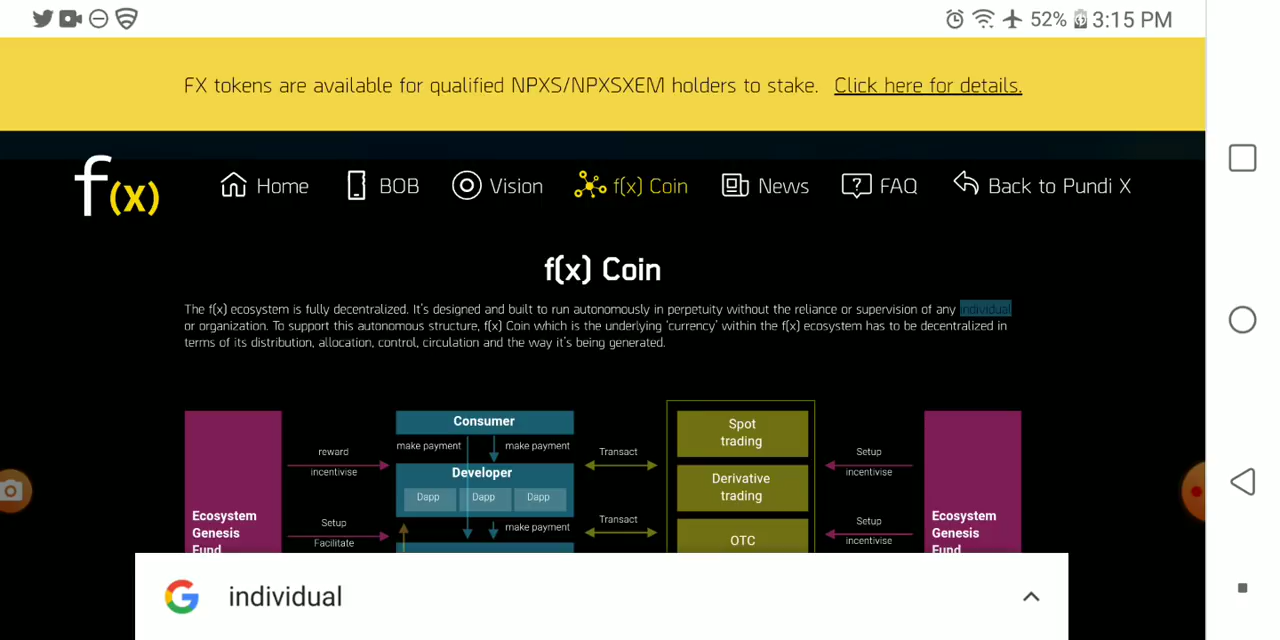 52% 3:15 PM
FX tokens are available for qualified NPXS/NPXSXEM holders to stake. Click here for details.
f(x) Home BOB Vision f(x) Coin News FAQ Back to Pundi X
f(x) Coin
The f(x) ecosystem is fully decentralized. It's designed and built to run autonomously in perpetuity without the reliance or supervision of any individual
or organization. To support this autonomous structure, f(x) Coin which is the underlying 'currency' within the f(x) ecosystem has to be decentralized in
terms of its distribution, allocation, control, circulation and the way it's being generated.
Ecosystem
Genesis
Fund
reward
incentivise
Setup
Facilitate
Consumer
make payment make payment
Developer
Dapp Dapp Dapp
make payment
Transact
Transact
Spot
trading
Derivative
trading
OTC
Setup
incentivise
Setup
incentivise
Ecosystem
Genesis
Fund
G individual